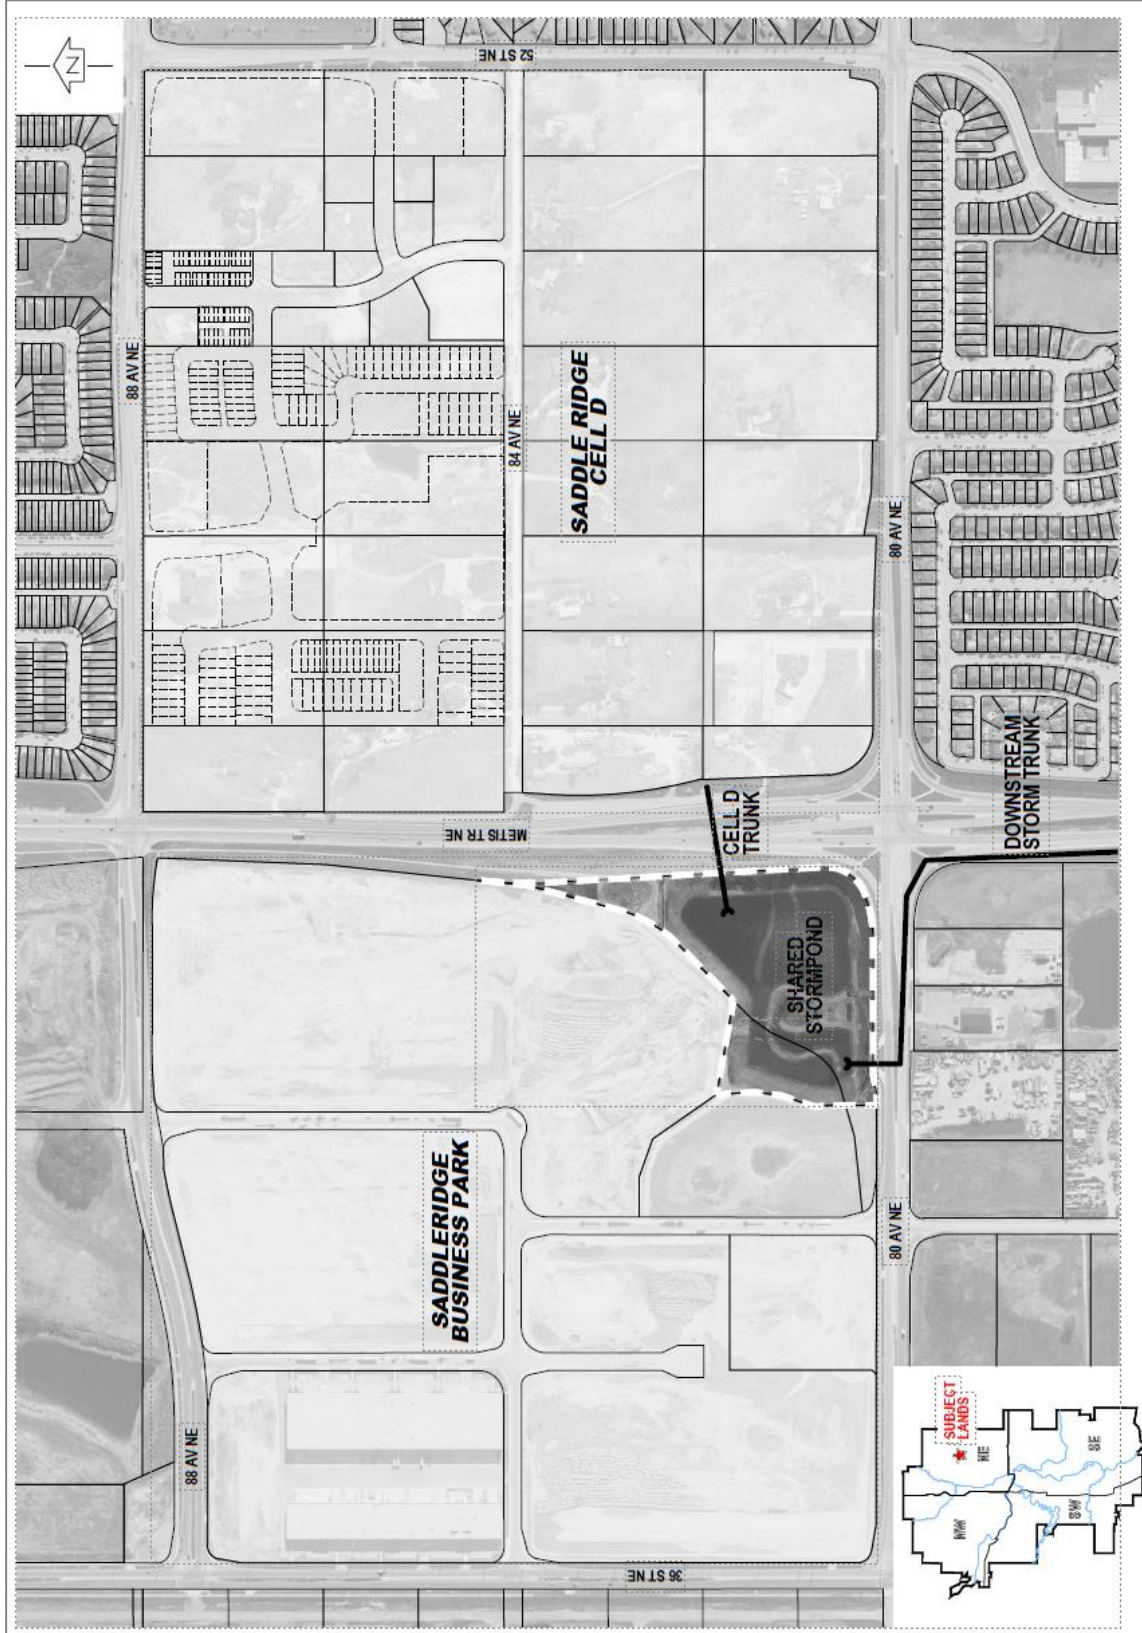 N
52 ST NE
88 AV NE
84 AV NE
SADDLE RIDGE
CELL D
80 AV NE
METIS TR NE
CELL D
TRUNK
DOWNSTREAM
STORM TRUNK
SHARED
STORMPOND
SADDLERIDGE
BUSINESS PARK
80 AV NE
88 AV NE
36 ST NE
SUBJECT
LANDS
NW
NE
SW
SE